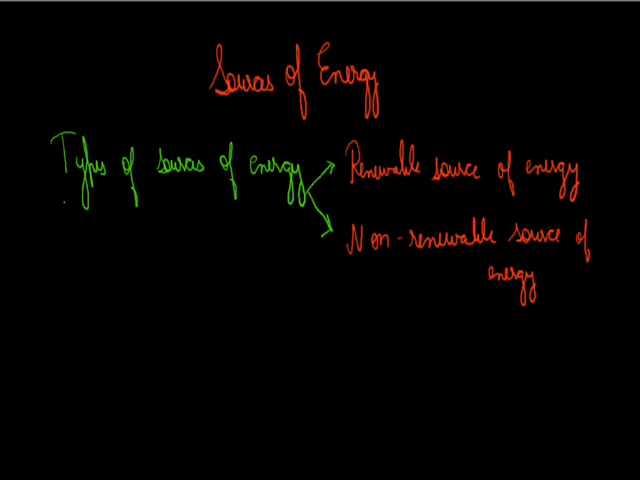 Sources of Energy
Types of sources of energy
Renewable source of energy
Non-renewable source of
energy